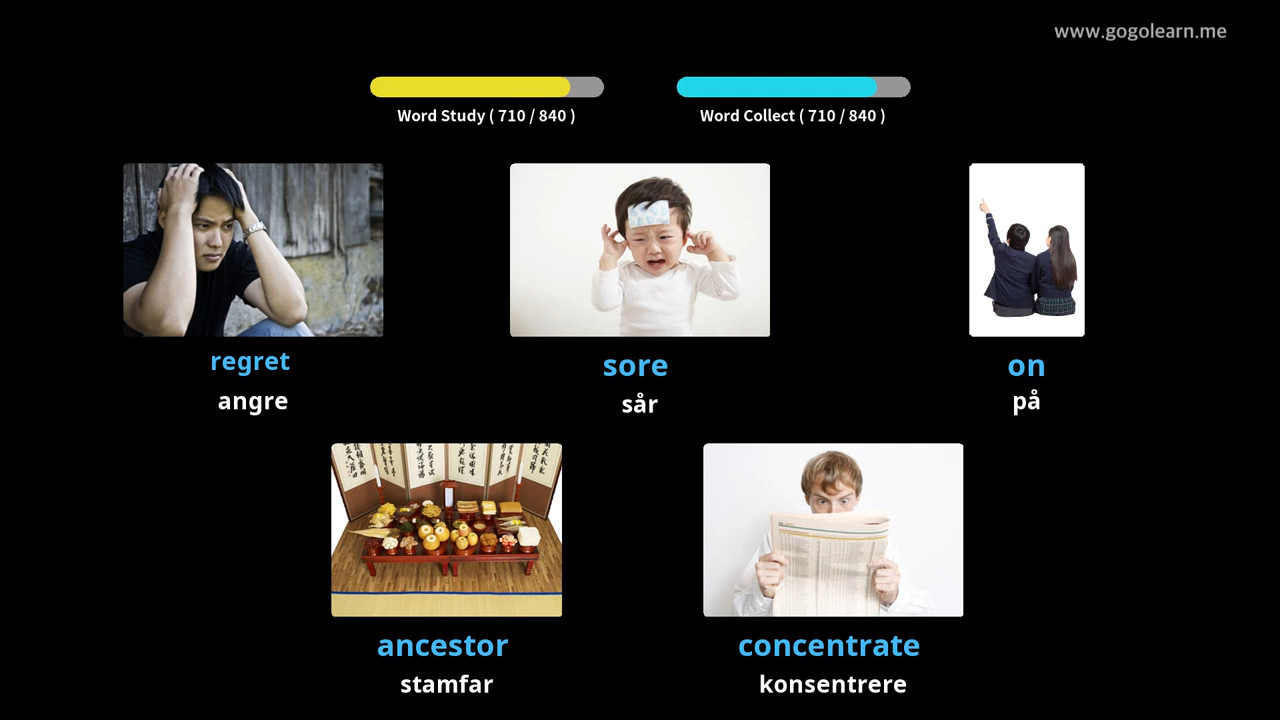 www.gogolearn.me
Word Study ( 710 / 840 )
Word Collect ( 710 / 840 )
regret
angre
sore
sår
on
på
ancestor
stamfar
concentrate
konsentrere